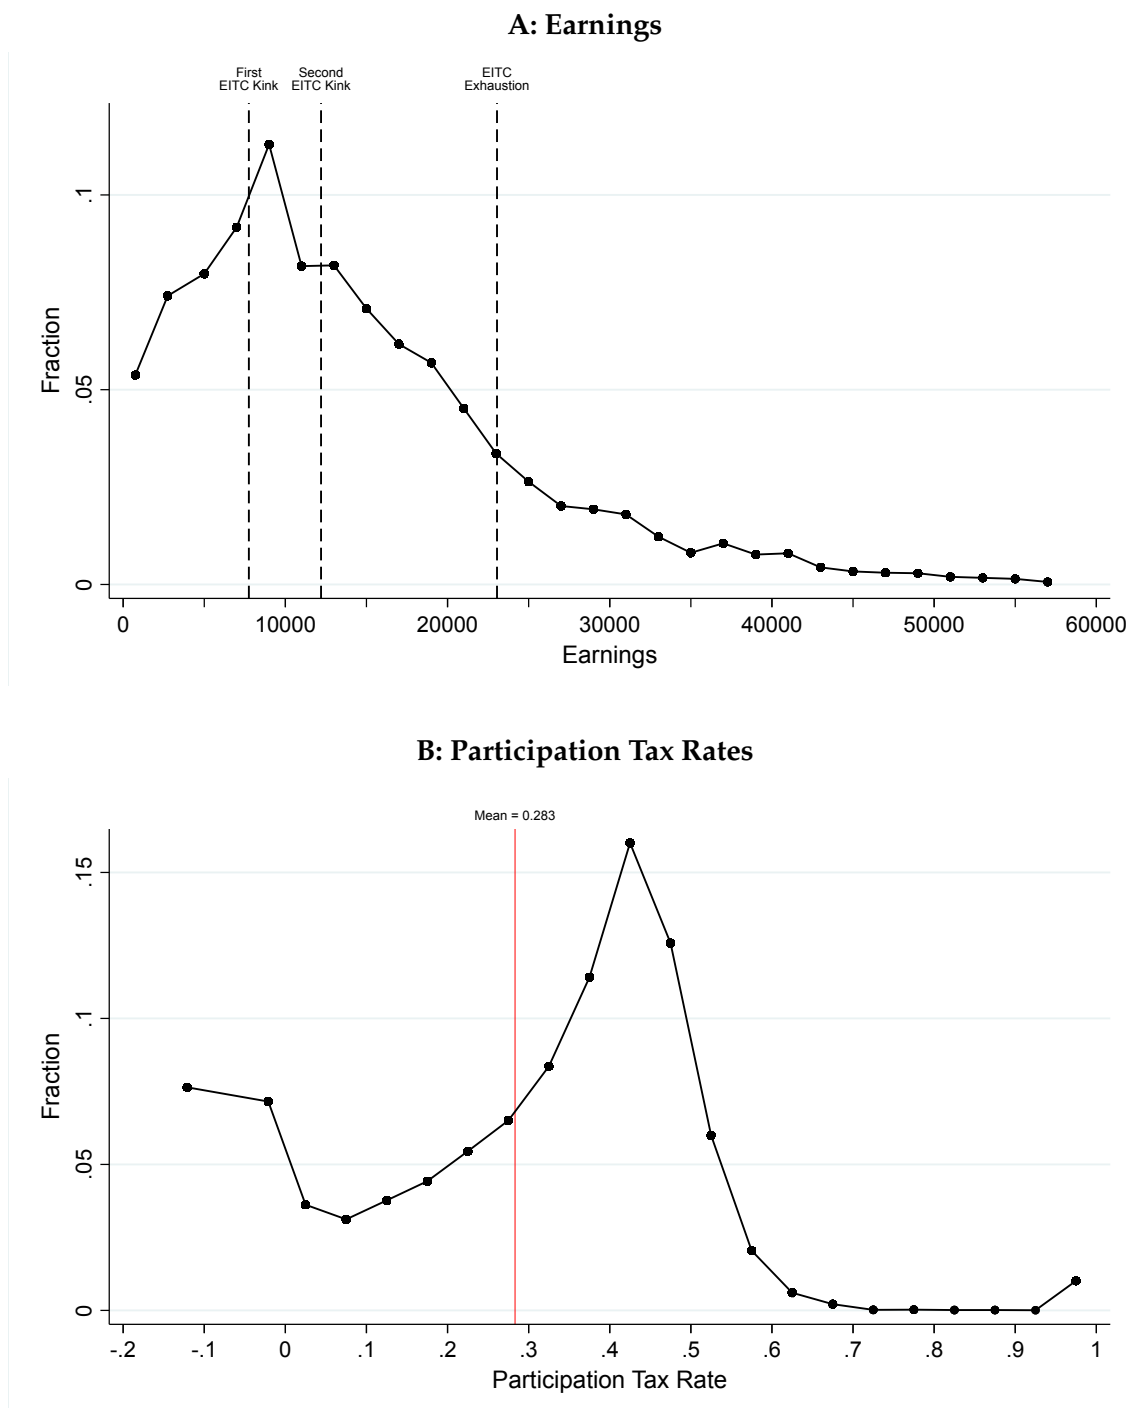 A: Earnings
First Second EITC
EITC Kink EITC Kink Exhaustion
.1
.05
0
Fraction
0 10000 20000 30000 40000 50000 60000
Earnings
B: Participation Tax Rates
Mean = 0.283
.15
.1
.05
0
Fraction
-.2 -.1 0 .1 .2 .3 .4 .5 .6 .7 .8 .9 1
Participation Tax Rate